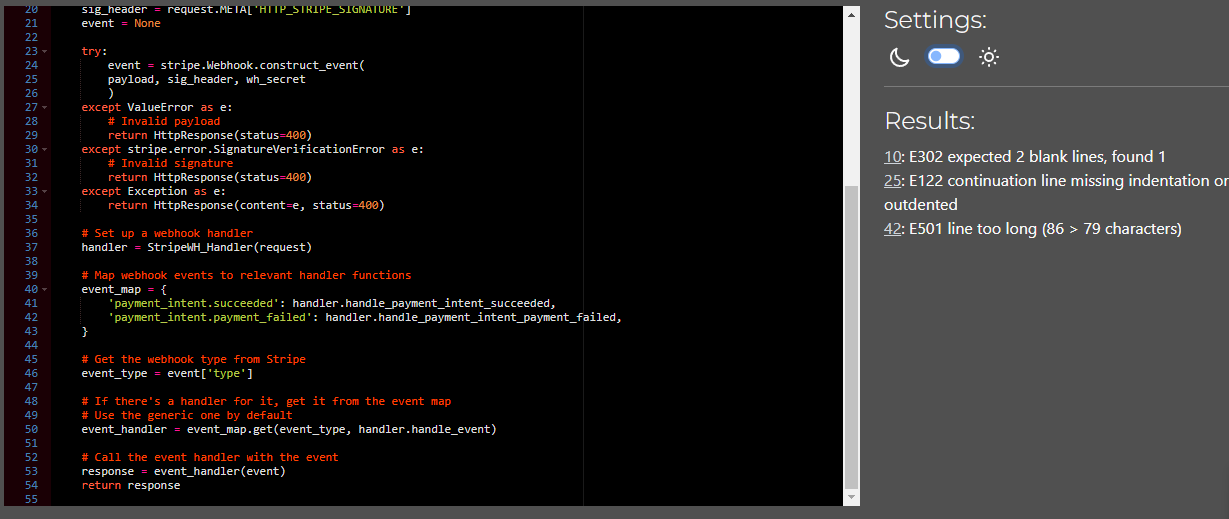 20 sig_header = request.META['HTTP_STRIPE_SIGNATURE']
21 event = None
22
23 try:
24 event = stripe.Webhook.construct_event(
25 payload, sig_header, wh_secret
26 )
27 except ValueError as e:
28 # Invalid payload
29 return HttpResponse(status=400)
30 except stripe.error.SignatureVerificationError as e:
31 # Invalid signature
32 return HttpResponse(status=400)
33 except Exception as e:
34 return HttpResponse(content=e, status=400)
35
36 # Set up a webhook handler
37 handler = StripeWH_Handler(request)
38
39 # Map webhook events to relevant handler functions
40 event_map = {
41 'payment_intent.succeeded': handler.handle_payment_intent_succeeded,
42 'payment_intent.payment_failed': handler.handle_payment_intent_payment_failed,
43 }
44
45 # Get the webhook type from Stripe
46 event_type = event['type']
47
48 # If there's a handler for it, get it from the event map
49 # Use the generic one by default
50 event_handler = event_map.get(event_type, handler.handle_event)
51
52 # Call the event handler with the event
53 response = event_handler(event)
54 return response
55
Settings:
Results:
10: E302 expected 2 blank lines, found 1
25: E122 continuation line missing indentation or
outdented
42: E501 line too long (86 > 79 characters)